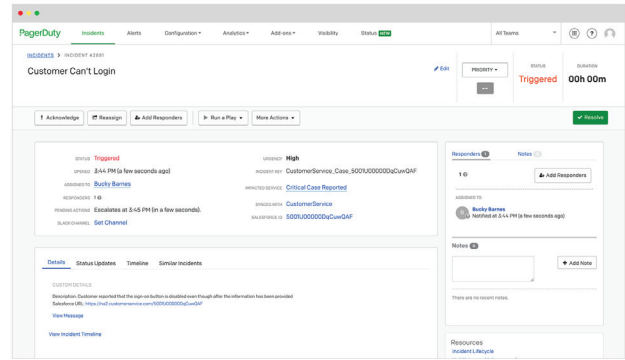 PagerDuty Incidents Alerts Configuration Analytics Add-ons Visibility Status NEW All Teams ?
INCIDENTS > INCIDENT #2891
Customer Can't Login
Edit
PRIORITY
--
STATUS
Triggered
DURATION
00h 00m
Acknowledge Reassign Add Responders Run a Play More Actions Resolve
STATUS Triggered
OPENED 3:44 PM (a few seconds ago)
ASSIGNED TO Bucky Barnes
RESPONDERS 1
PENDING ACTIONS Escalates at 3:45 PM (in a few seconds).
SLACK CHANNEL Set Channel
URGENCY High
INCIDENT KEY CustomerService_Case_5001U00000DqCuwQAF
IMPACTED SERVICE Critical Case Reported
SYNCED WITH CustomerService
SALESFORCE ID 5001U00000DqCuwQAF
Details Status Updates Timeline Similar Incidents
CUSTOM DETAILS
Description: Customer reported that the sign-on button is disabled even though after the information has been provided
View Message
View Incident Timeline
Responders 1 Notes
1
Add Responders
ASSIGNED TO
B
Bucky Barnes
Notified at 3:44 PM (a few seconds ago)
Notes 0
+ Add Note
There are no recent notes.
Resources
Incident Lifecycle